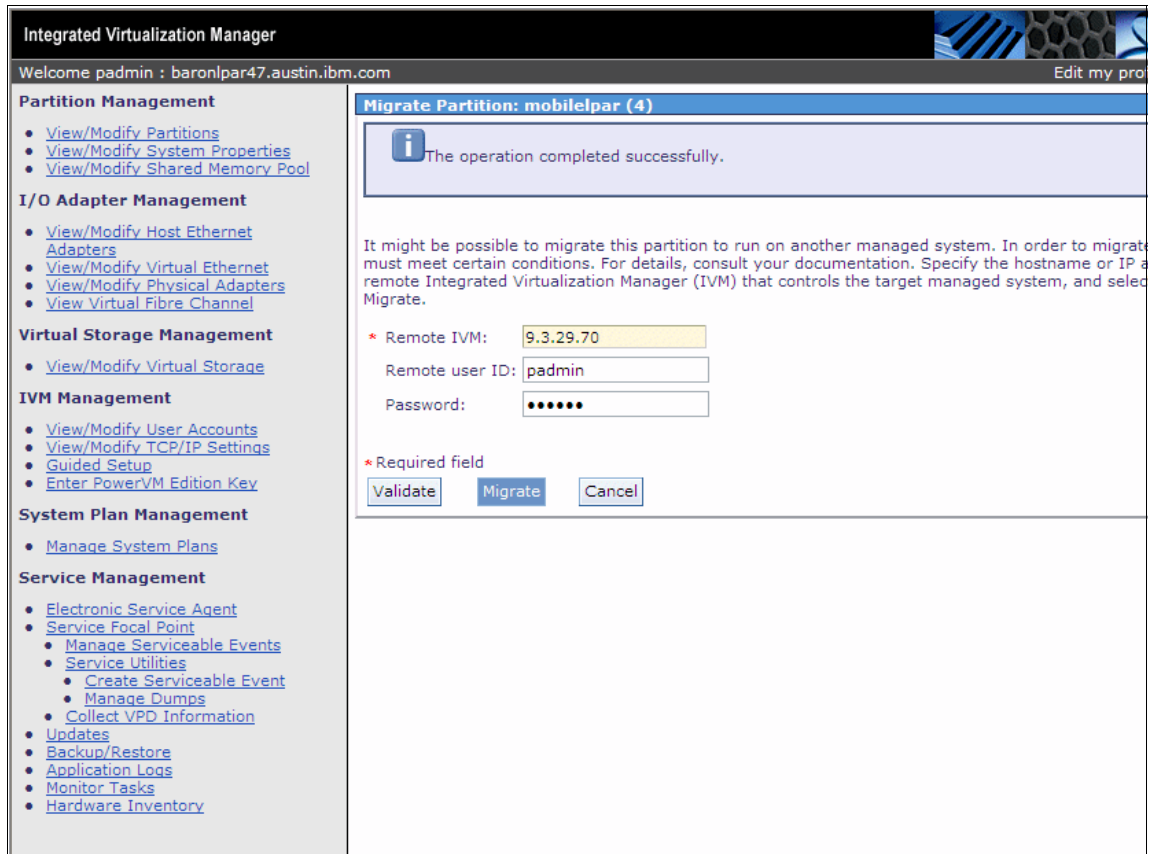 Integrated Virtualization Manager
Welcome padmin : baronlpar47.austin.ibm.com
Edit my pro
Partition Management
View/Modify Partitions
View/Modify System Properties
View/Modify Shared Memory Pool
I/O Adapter Management
View/Modify Host Ethernet
Adapters
View/Modify Virtual Ethernet
View/Modify Physical Adapters
View Virtual Fibre Channel
Virtual Storage Management
View/Modify Virtual Storage
IVM Management
View/Modify User Accounts
View/Modify TCP/IP Settings
Guided Setup
Enter PowerVM Edition Key
System Plan Management
Manage System Plans
Service Management
Electronic Service Agent
Service Focal Point
Manage Serviceable Events
Service Utilities
Create Serviceable Event
Manage Dumps
Collect VPD Information
Updates
Backup/Restore
Application Logs
Monitor Tasks
Hardware Inventory
Migrate Partition: mobilelpar (4)
i The operation completed successfully.
It might be possible to migrate this partition to run on another managed system. In order to migrate
must meet certain conditions. For details, consult your documentation. Specify the hostname or IP a
remote Integrated Virtualization Manager (IVM) that controls the target managed system, and selec
Migrate.
* Remote IVM: 9.3.29.70
Remote user ID: padmin
Password: ••••••
*Required field
Validate Migrate Cancel